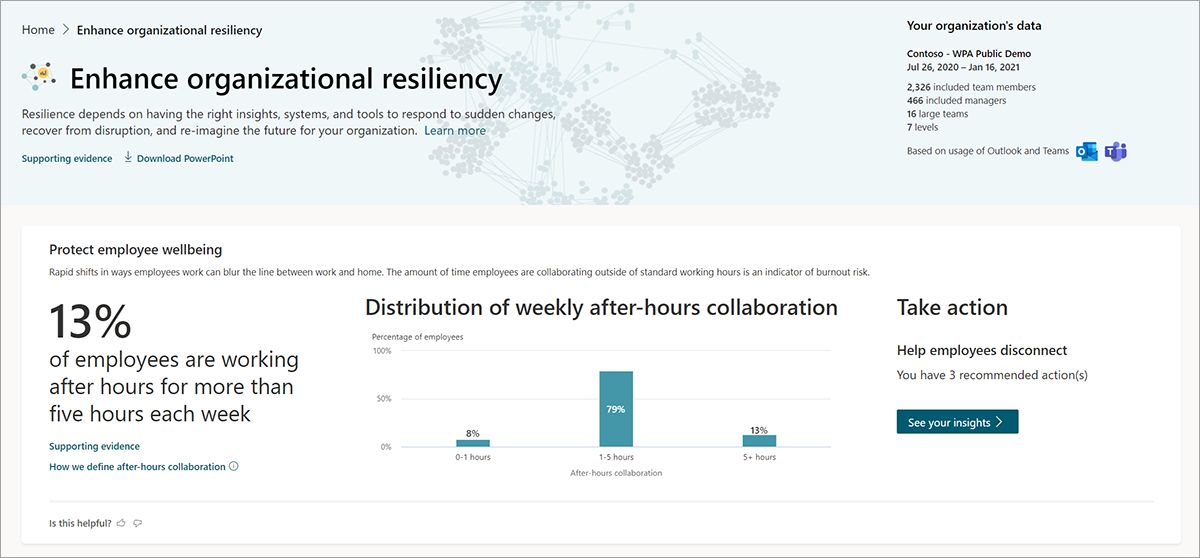 Home > Enhance organizational resiliency
Enhance organizational resiliency
Resilience depends on having the right insights, systems, and tools to respond to sudden changes,
recover from disruption, and re-imagine the future for your organization. Learn more
Supporting evidence Download PowerPoint
Your organization's data
Contoso - WPA Public Demo
Jul 26, 2020 – Jan 16, 2021
2,326 included team members
466 included managers
16 large teams
7 levels
Based on usage of Outlook and Teams
Protect employee wellbeing
Rapid shifts in ways employees work can blur the line between work and home. The amount of time employees are collaborating outside of standard working hours is an indicator of burnout risk.
13%
of employees are working
after hours for more than
five hours each week
Supporting evidence
How we define after-hours collaboration
Distribution of weekly after-hours collaboration
Percentage of employees
100%
50%
0%
8%
79%
13%
0-1 hours
1-5 hours
5+ hours
After-hours collaboration
Take action
Help employees disconnect
You have 3 recommended action(s)
See your insights >
Is this helpful?